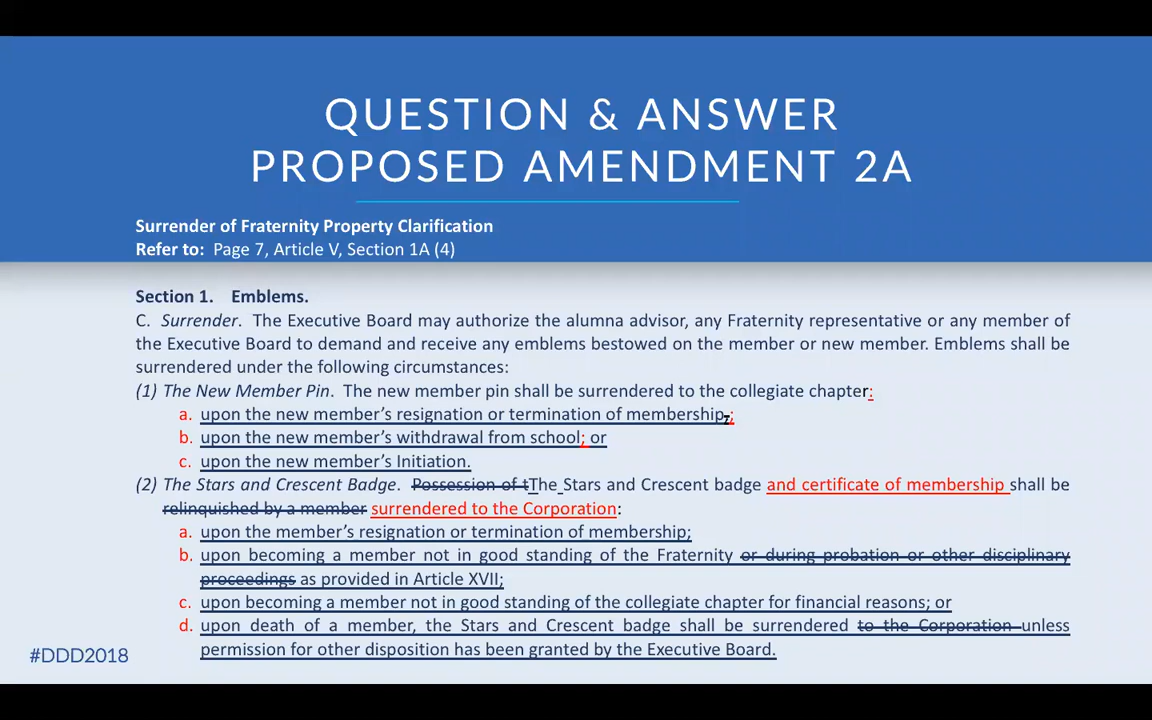 QUESTION & ANSWER
PROPOSED AMENDMENT 2A
Surrender of Fraternity Property Clarification
Refer to: Page 7, Article V, Section 1A (4)
Section 1. Emblems.
C. Surrender. The Executive Board may authorize the alumna advisor, any Fraternity representative or any member of
the Executive Board to demand and receive any emblems bestowed on the member or new member. Emblems shall be
surrendered under the following circumstances:
(1) The New Member Pin. The new member pin shall be surrendered to the collegiate chapter:
a. upon the new member's resignation or termination of membership,;
b. upon the new member's withdrawal from school; or
c. upon the new member's Initiation.
(2) The Stars and Crescent Badge. Possession of tThe Stars and Crescent badge and certificate of membership shall be
relinquished by a member surrendered to the Corporation:
a. upon the member's resignation or termination of membership;
b. upon becoming a member not in good standing of the Fraternity or during probation or other disciplinary
proceedings as provided in Article XVII;
c. upon becoming a member not in good standing of the collegiate chapter for financial reasons; or
d. upon death of a member, the Stars and Crescent badge shall be surrendered to the Corporation unless
permission for other disposition has been granted by the Executive Board.
#DDD2018